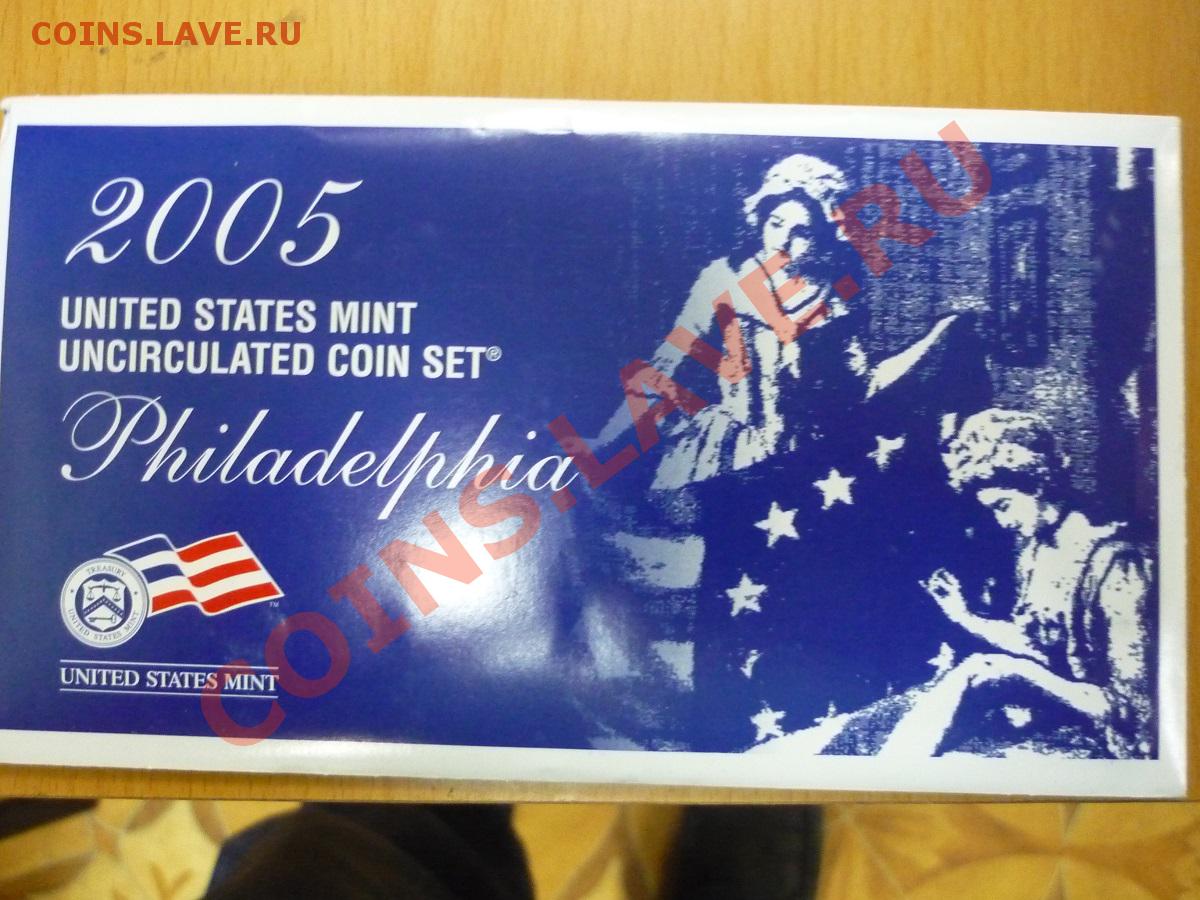 COINS.LAVE.RU
2005
UNITED STATES MINT
UNCIRCULATED COIN SET®
Philadelphia
TREASURY
UNITED STATES MINT
TM
UNITED STATES MINT
COINS.LAVE.RU